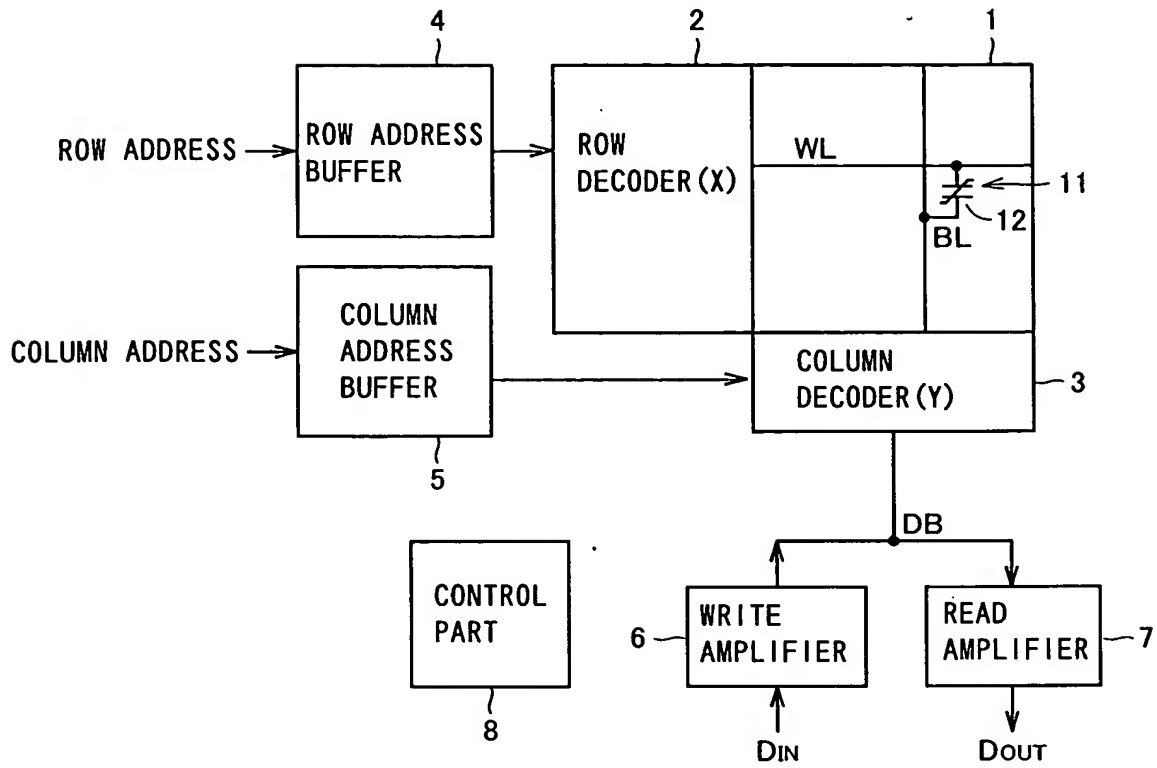 4
2
1
ROW ADDRESS
ROW ADDRESS
BUFFER
ROW
DECODER(X)
WL
11
12
BL
COLUMN ADDRESS
COLUMN
ADDRESS
BUFFER
COLUMN
DECODER(Y)
3
5
DB
CONTROL
PART
8
6
WRITE
AMPLIFIER
READ
AMPLIFIER
7
DIN
DOUT